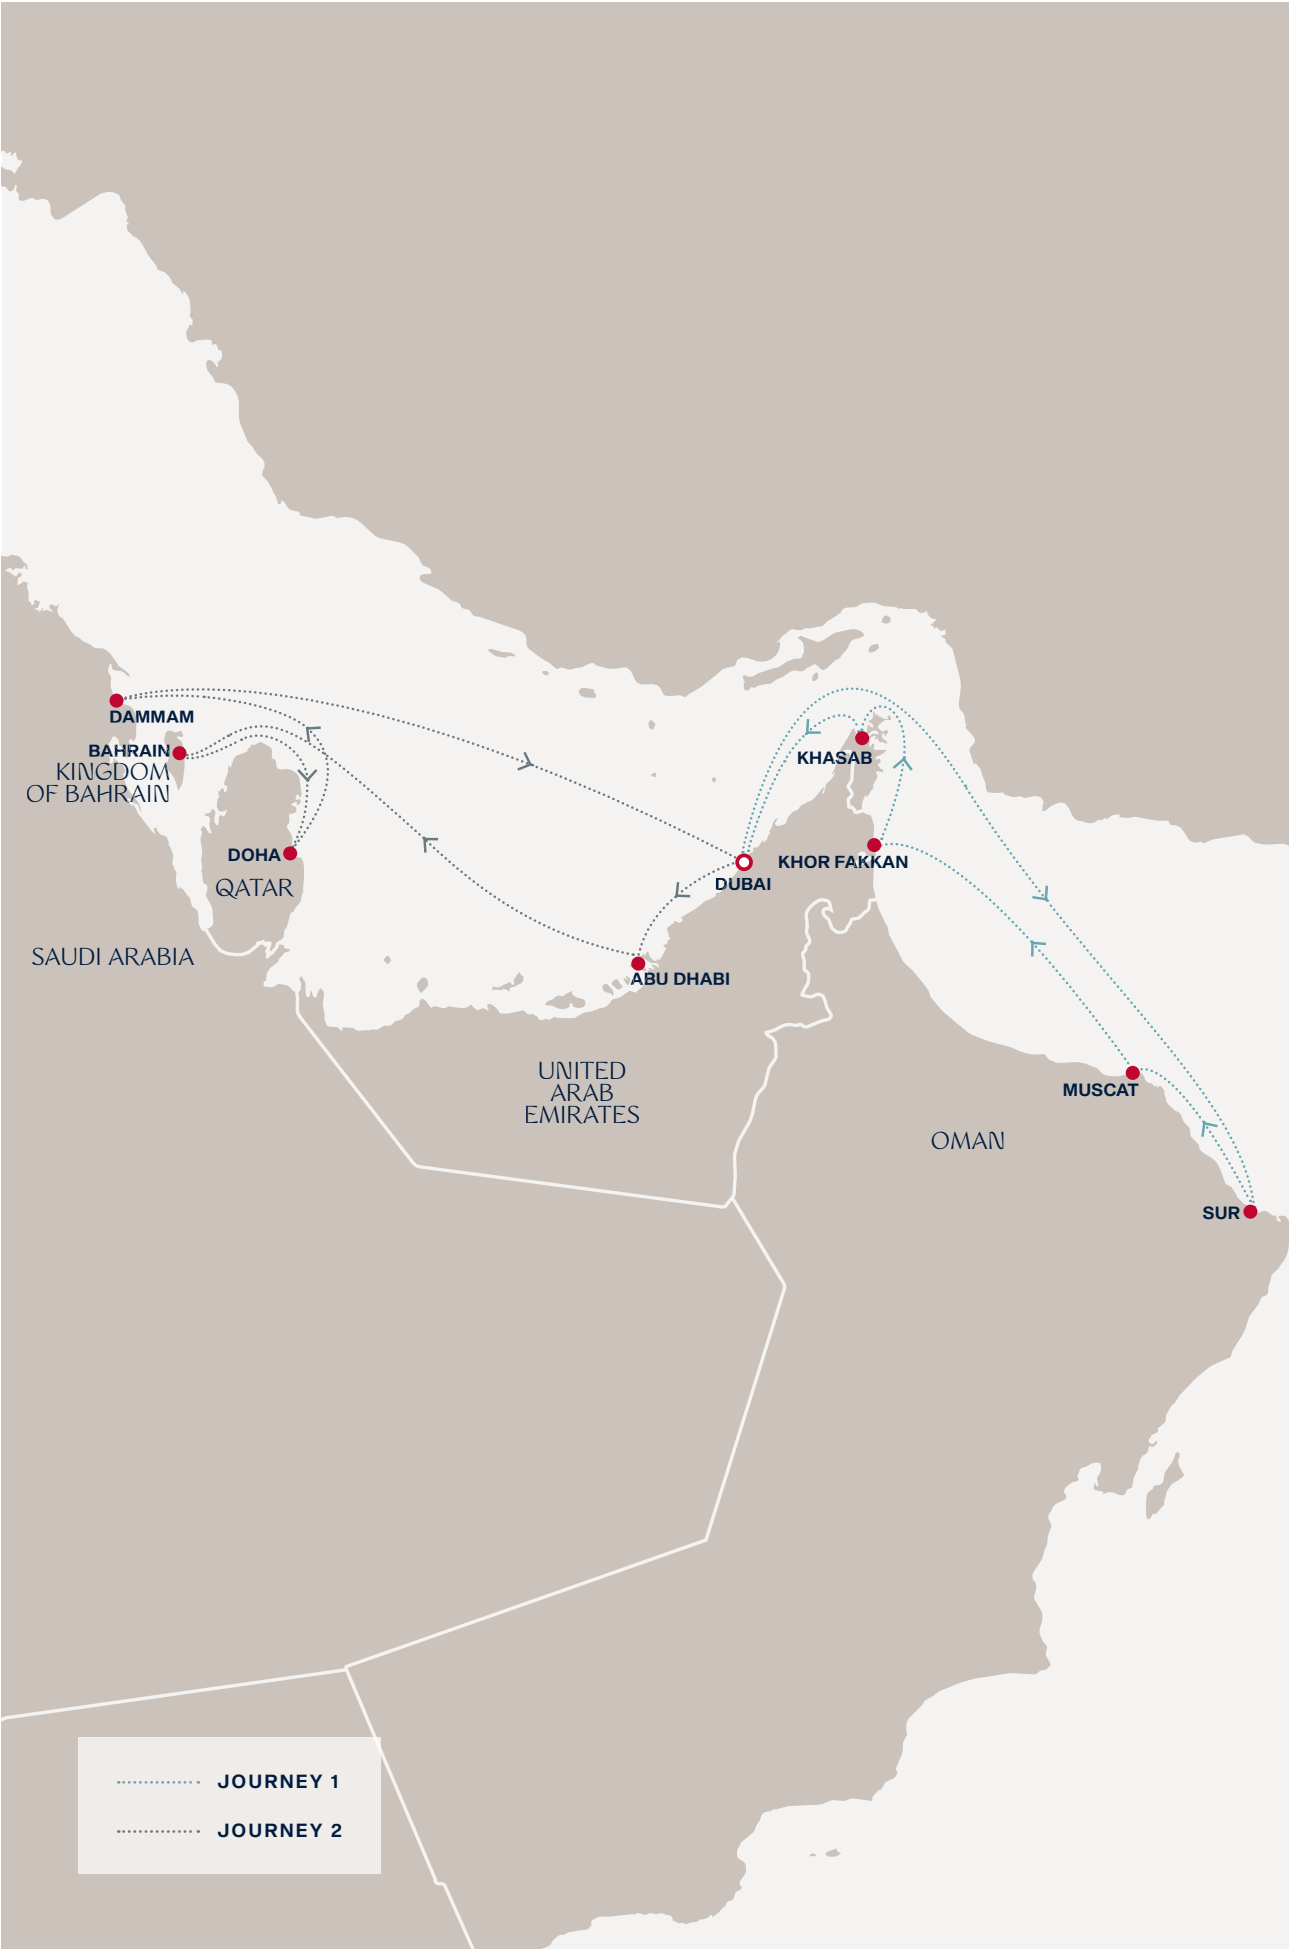 DAMMAM
BAHRAIN
KINGDOM
OF BAHRAIN
KHASAB
DOHA
QATAR
DUBAI
KHOR FAKKAN
SAUDI ARABIA
ABU DHABI
UNITED
ARAB
EMIRATES
MUSCAT
OMAN
SUR
JOURNEY 1
JOURNEY 2